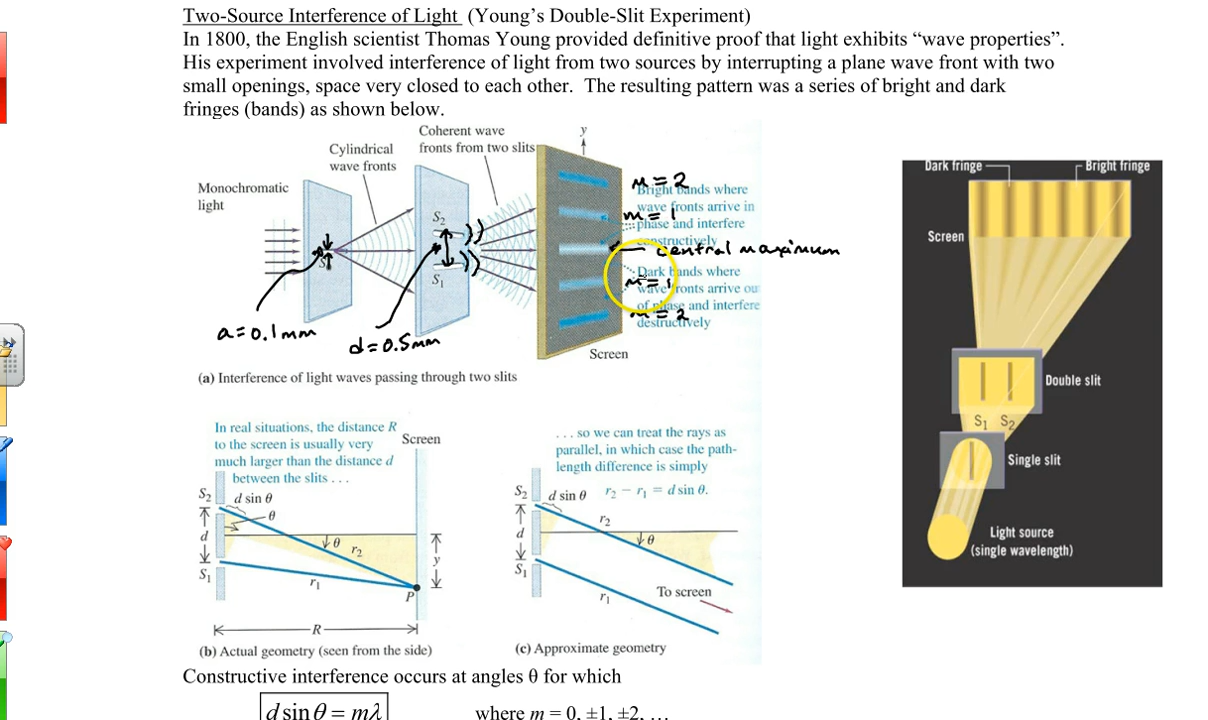 Two-Source Interference of Light (Young's Double-Slit Experiment)
In 1800, the English scientist Thomas Young provided definitive proof that light exhibits “wave properties”.
His experiment involved interference of light from two sources by interrupting a plane wave front with two
small openings, space very closed to each other. The resulting pattern was a series of bright and dark
fringes (bands) as shown below.
Coherent wave
fronts from two slits
Cylindrical
wave fronts
Monochromatic
light
y
S2
S1
a=0.1mm
d=0.5mm
m=2
Bright bands where
wave fronts arrive in
m=1
phase and interfere
constructively
central maximum
Dark bands where
m=1
wave fronts arrive ou
of phase and interfere
m=2
destructively
Screen
(a) Interference of light waves passing through two slits
In real situations, the distance R
to the screen is usually very
much larger than the distance d
between the slits . . .
Screen
S2
d sin θ
θ
d
θ
r2
y
S1
r1
P
R
(b) Actual geometry (seen from the side)
. . . so we can treat the rays as
parallel, in which case the path-
length difference is simply
r2 − r1 = d sin θ.
S2
d sin θ
r2
d
θ
S1
r1
To screen
(c) Approximate geometry
Dark fringe
Bright fringe
Screen
Double slit
S1 S2
Single slit
Light source
(single wavelength)
Constructive interference occurs at angles θ for which
d sin θ = mλ where m = 0, ±1, ±2, …